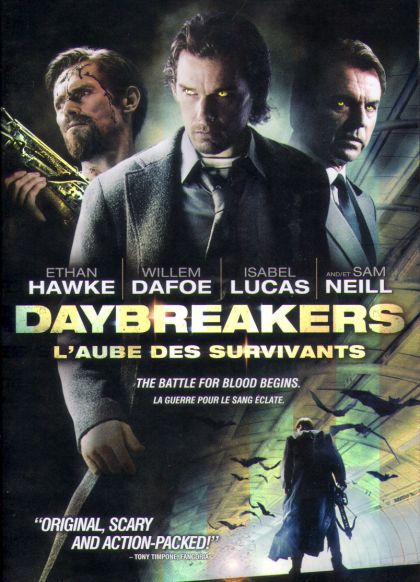 ETHAN HAWKE
WILLEM DAFOE
ISABEL LUCAS
AND/ET SAM NEILL
DAYBREAKERS
L'AUBE DES SURVIVANTS
THE BATTLE FOR BLOOD BEGINS.
LA GUERRE POUR LE SANG ÉCLATE.
"ORIGINAL, SCARY
AND ACTION-PACKED!"
– TONY TIMPONE, FANGORIA